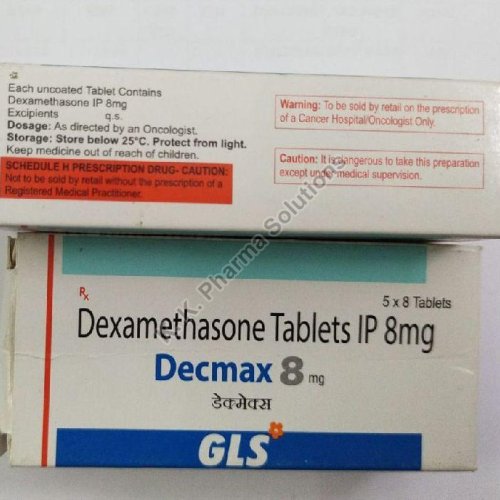 Each uncoated Tablet Contains
Dexamethasone IP 8mg
Excipients q.s.
Dosage: As directed by an Oncologist.
Storage: Store below 25°C. Protect from light.
Keep medicine out of reach of children.
SCHEDULE H PRESCRIPTION DRUG- CAUTION:
Not to be sold by retail without the prescription of a
Registered Medical Practitioner.
Warning: To be sold by retail on the prescription
of a Cancer Hospital/Oncologist Only.
Caution: It is dangerous to take this preparation
except under medical supervision.
Rx
5 x 8 Tablets
Dexamethasone Tablets IP 8mg
Decmax 8 mg
डेक्मेक्स
GLS
K. Pharma Solutions